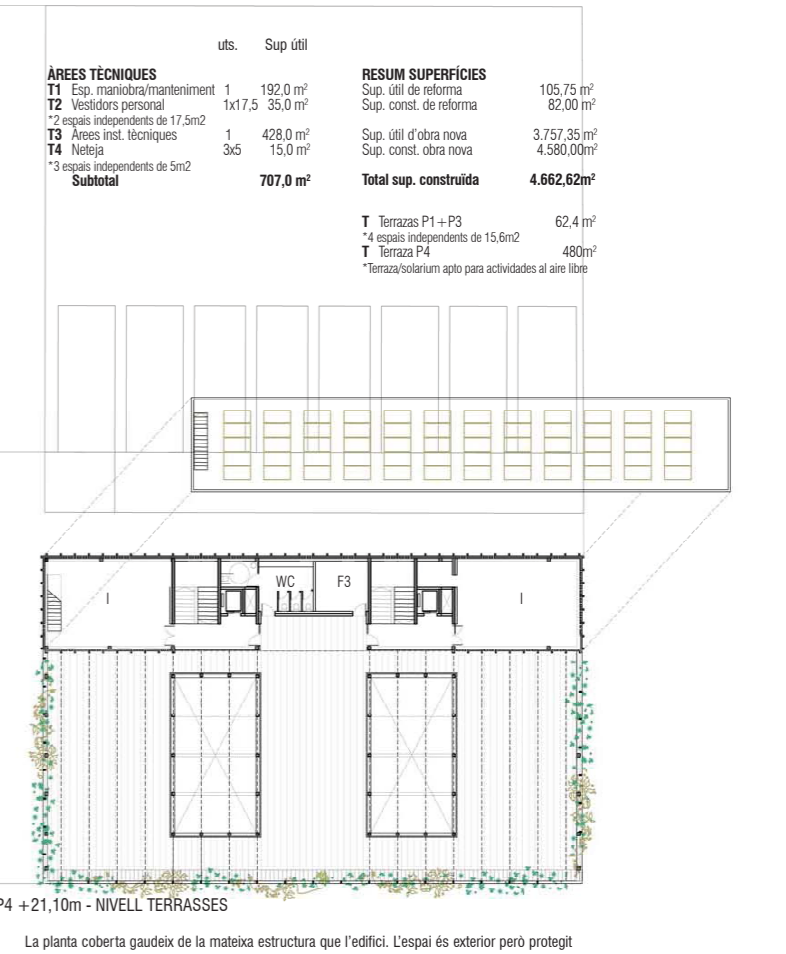 uts. Sup útil
ÀREES TÈCNIQUES
T1 Esp. maniobra/manteniment 1 192,0 m²
T2 Vestidors personal 1x17,5 35,0 m²
*2 espais independents de 17,5m2
T3 Àrees inst. tècniques 1 428,0 m²
T4 Neteja 3x5 15,0 m²
*3 espais independents de 5m2
Subtotal 707,0 m²
RESUM SUPERFÍCIES
Sup. útil de reforma 105,75 m²
Sup. const. de reforma 82,00 m²
Sup. útil d'obra nova 3.757,35 m²
Sup. const. obra nova 4.580,00m²
Total sup. construïda 4.662,62m²
T Terrazas P1+P3 62,4 m²
*4 espais independents de 15,6m2
T Terraza P4 480m²
*Terraza/solarium apto para actividades al aire libre
I WC F3 I
P4 +21,10m - NIVELL TERRASSES
La planta coberta gaudeix de la mateixa estructura que l'edifici. L'espai és exterior però protegit